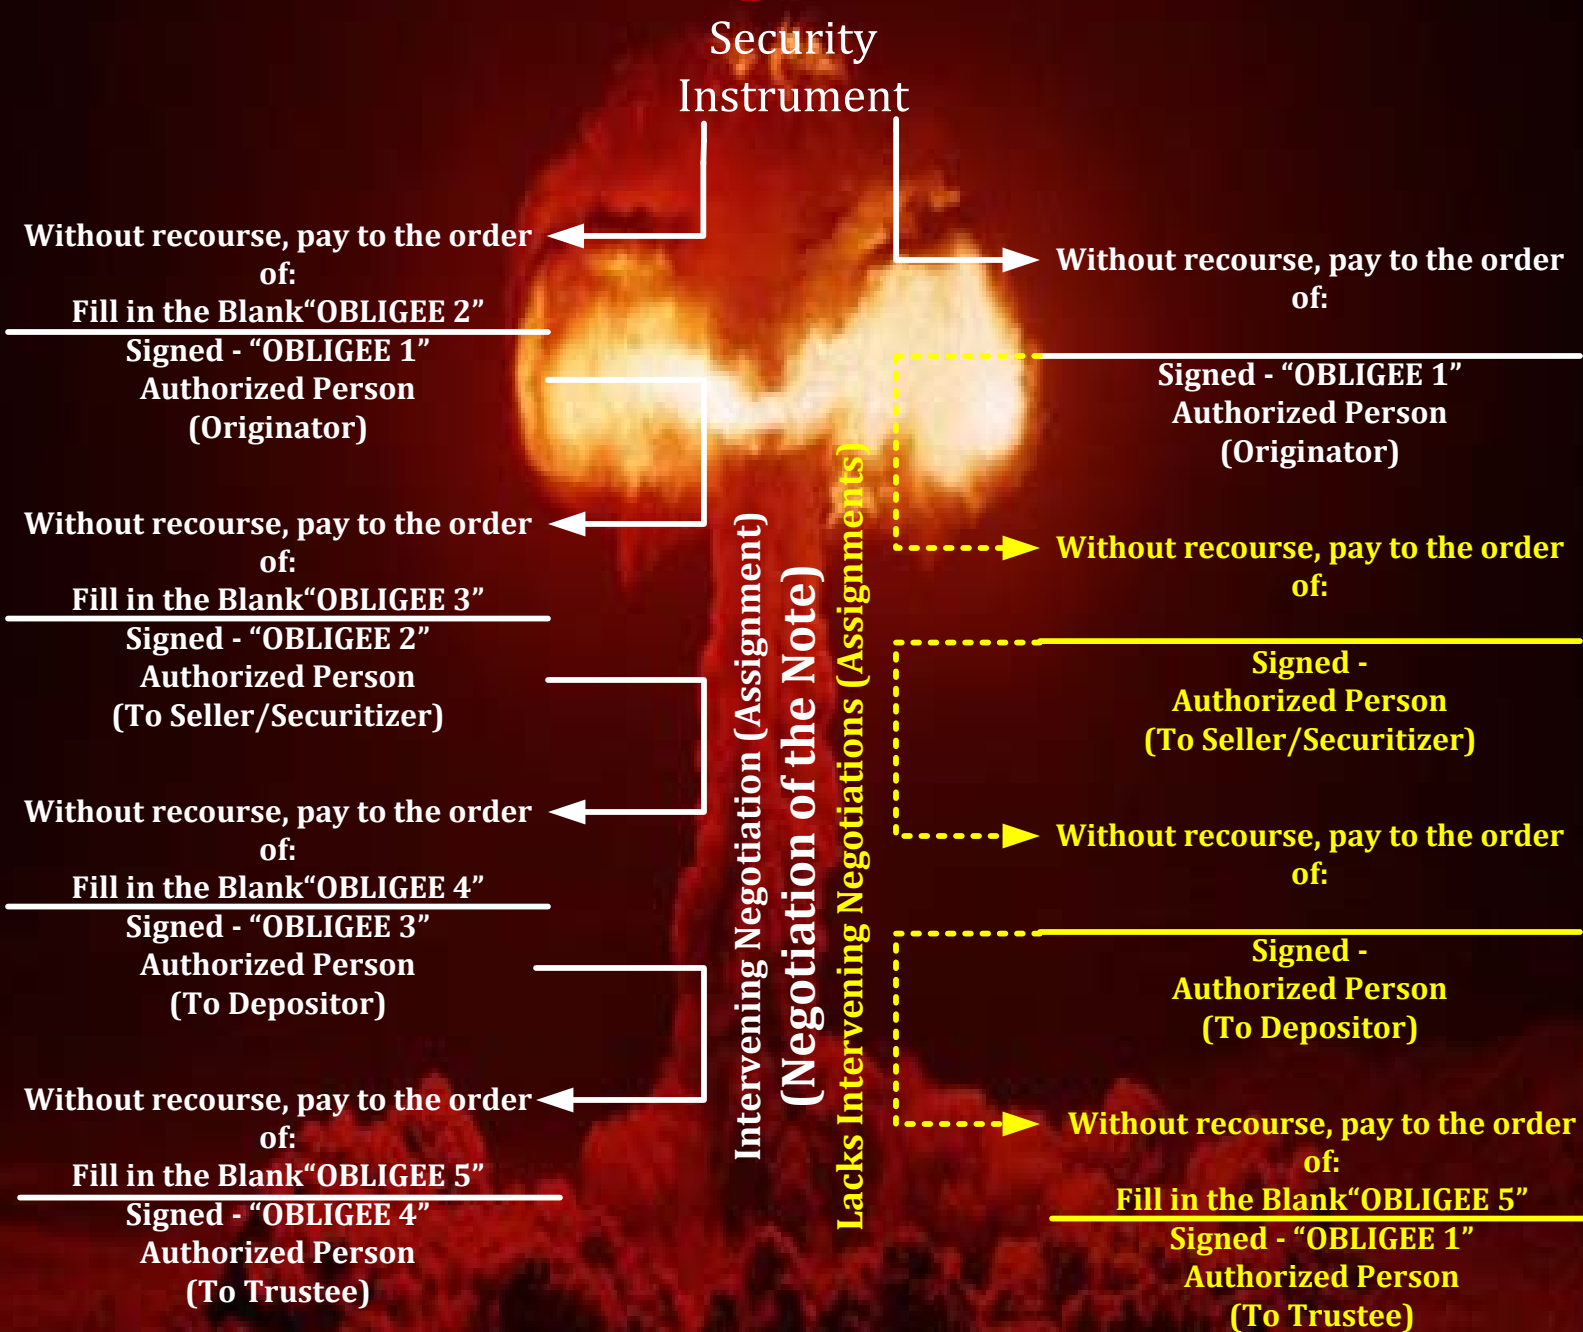 Security
Instrument
Without recourse, pay to the order
of:
Fill in the Blank“OBLIGEE 2”
Signed - “OBLIGEE 1”
Authorized Person
(Originator)
Without recourse, pay to the order
of:
Fill in the Blank“OBLIGEE 3”
Signed - “OBLIGEE 2”
Authorized Person
(To Seller/Securitizer)
Without recourse, pay to the order
of:
Fill in the Blank“OBLIGEE 4”
Signed - “OBLIGEE 3”
Authorized Person
(To Depositor)
Without recourse, pay to the order
of:
Fill in the Blank“OBLIGEE 5”
Signed - “OBLIGEE 4”
Authorized Person
(To Trustee)
Intervening Negotiation (Assignment)
(Negotiation of the Note)
Lacks Intervening Negotiations (Assignments)
Without recourse, pay to the order
of:
Signed - “OBLIGEE 1”
Authorized Person
(Originator)
Without recourse, pay to the order
of:
Signed -
Authorized Person
(To Seller/Securitizer)
Without recourse, pay to the order
of:
Signed -
Authorized Person
(To Depositor)
Without recourse, pay to the order
of:
Fill in the Blank“OBLIGEE 5”
Signed - “OBLIGEE 1”
Authorized Person
(To Trustee)